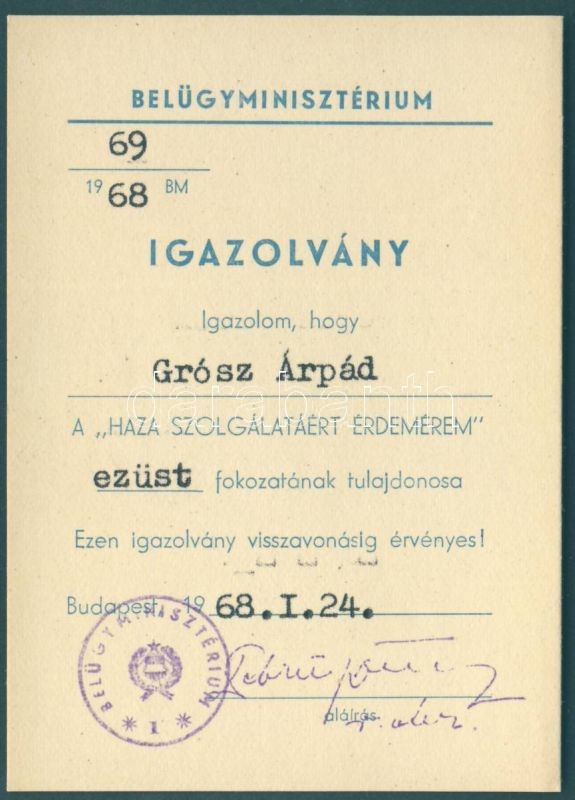 BELÜGYMINISZTÉRIUM
69
1968 BM
IGAZOLVÁNY
Igazolom, hogy
Grósz Árpád
darabanth
A „HAZA SZOLGÁLATÁÉRT ÉRDEMÉREM"
ezüst fokozatának tulajdonosa
Ezen igazolvány visszavonásig érvényes!
Budapest, 1968.I.24.
BELÜGYMINISZTÉRIUM
* I *
aláírás